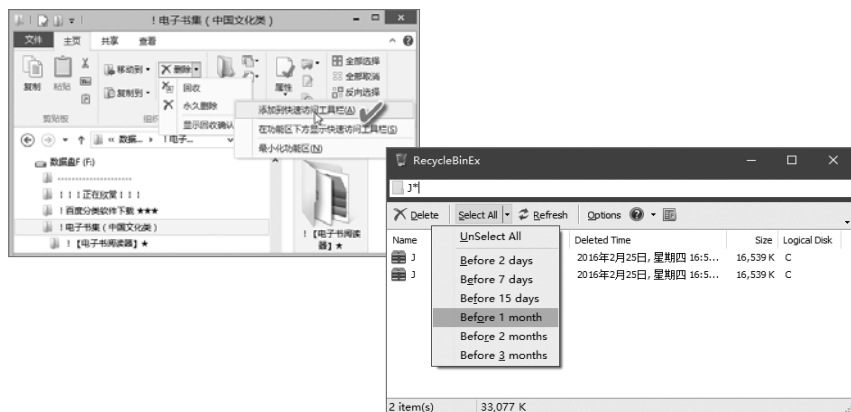 ！电子书集（中国文化类）
文件 主页 共享 查看
移动到 删除 全部选择
复制 粘贴 回收 属性 全部取消
复制到 永久删除 反向选择
剪贴板 显示回收确认
添加到快速访问工具栏(A)
在功能区下方显示快速访问工具栏(S)
最小化功能区(N)
« 数据... ！电子...
数据盘F (F:)
--------------------
！！！正在欣赏！！！
！百度分类软件下载 ★★★
！电子书集（中国文化类）
！【电子书阅读器】★
！【电子书阅读
器】★
RecycleBinEx
J*
Delete Select All Refresh Options
Name Deleted Time Size Logical Disk
J 2016年2月25日, 星期四 16:5... 16,539 K C
J 2016年2月25日, 星期四 16:5... 16,539 K C
UnSelect All
Before 2 days
Before 7 days
Before 15 days
Before 1 month
Before 2 months
Before 3 months
2 item(s) 33,077 K